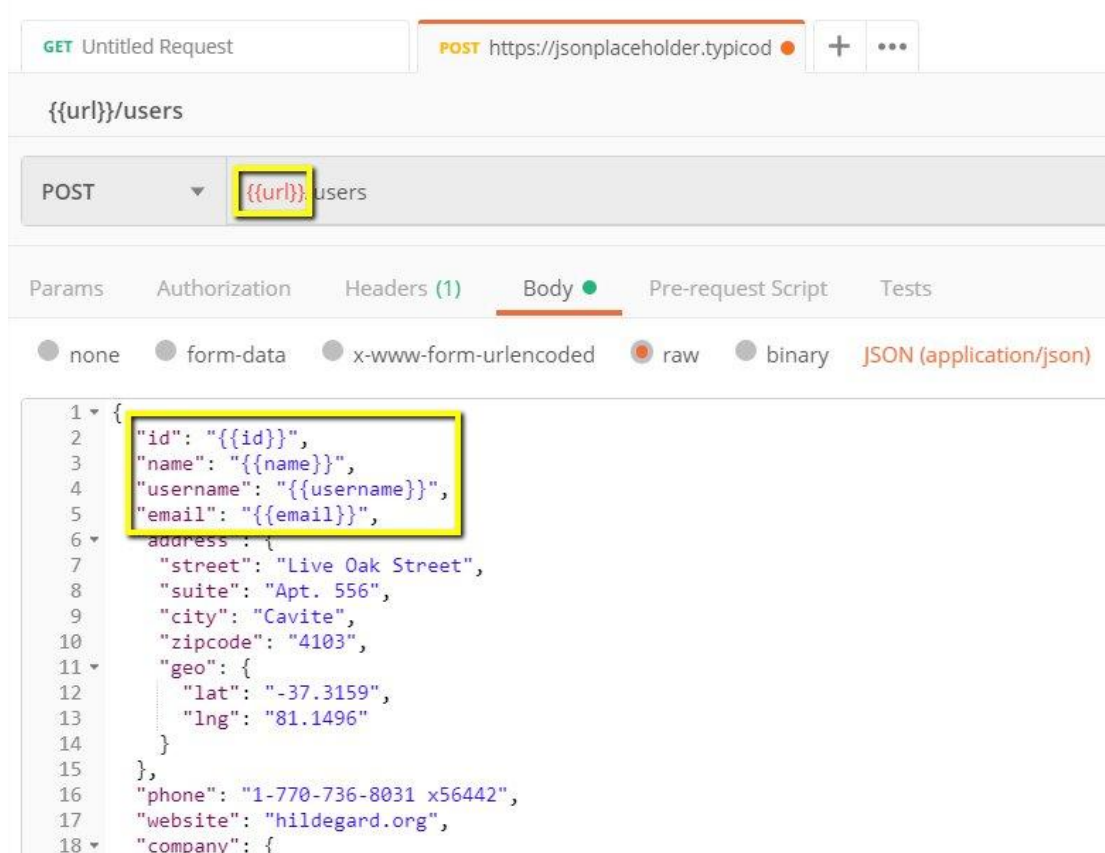 GET Untitled Request
POST https://jsonplaceholder.typicod
+ •••
{{url}}/users
POST {{url}}/users
Params Authorization Headers (1) Body Pre-request Script Tests
none form-data x-www-form-urlencoded raw binary JSON (application/json)
1 {
2 "id": "{{id}}",
3 "name": "{{name}}",
4 "username": "{{username}}",
5 "email": "{{email}}",
6 "address": {
7 "street": "Live Oak Street",
8 "suite": "Apt. 556",
9 "city": "Cavite",
10 "zipcode": "4103",
11 "geo": {
12 "lat": "-37.3159",
13 "lng": "81.1496"
14 }
15 },
16 "phone": "1-770-736-8031 x56442",
17 "website": "hildegard.org",
18 "company": {